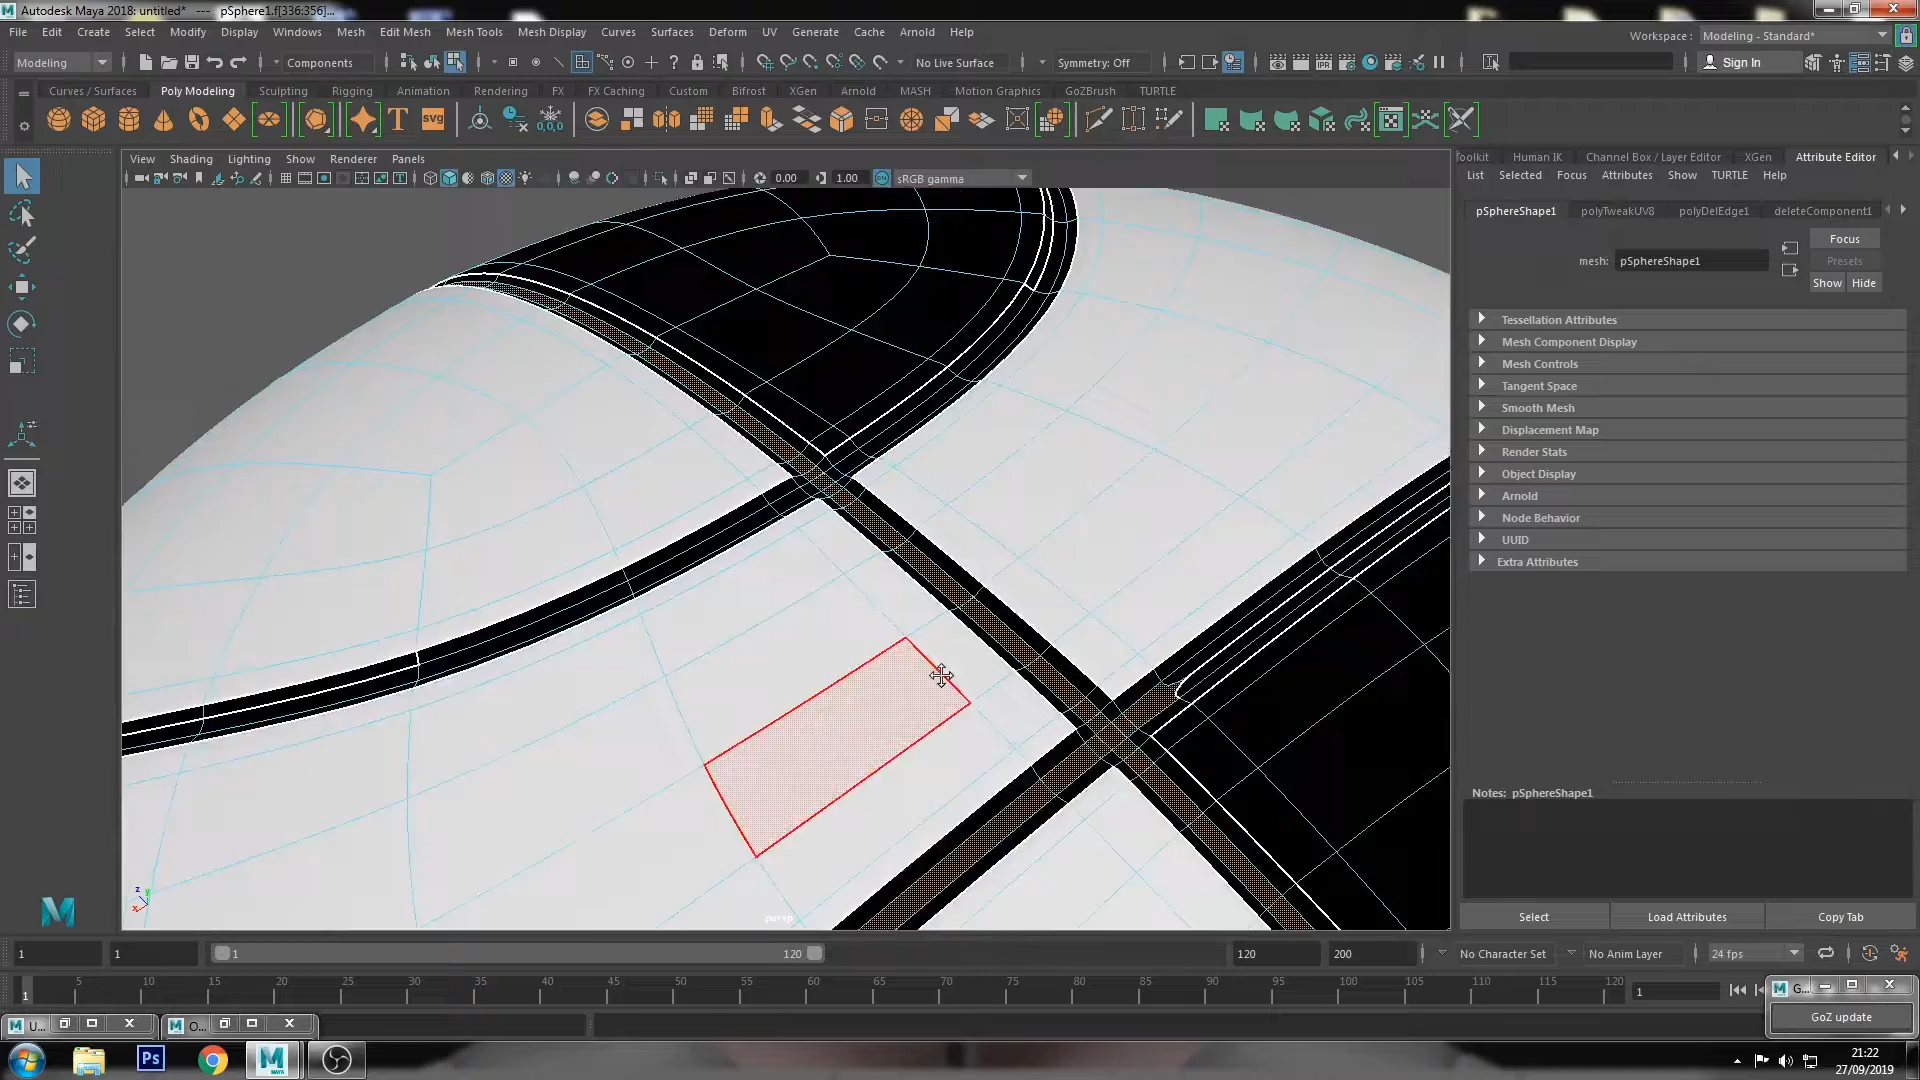 Autodesk Maya 2018: untitled* --- pSphere1.f[336:356]...
File Edit Create Select Modify Display Windows Mesh Edit Mesh Mesh Tools Mesh Display Curves Surfaces Deform UV Generate Cache Arnold Help
Workspace : Modeling - Standard*
Modeling Components No Live Surface Symmetry: Off Sign In
Curves / Surfaces Poly Modeling Sculpting Rigging Animation Rendering FX FX Caching Custom Bifrost XGen Arnold MASH Motion Graphics GoZBrush TURTLE
T SVG 0,0,0
View Shading Lighting Show Renderer Panels
0.00 1.00 sRGB gamma
toolkit Human IK Channel Box / Layer Editor XGen Attribute Editor
List Selected Focus Attributes Show TURTLE Help
pSphereShape1 polyTweakUV8 polyDelEdge1 deleteComponent1
Focus
mesh: pSphereShape1
Presets
Show Hide
Tessellation Attributes
Mesh Component Display
Mesh Controls
Tangent Space
Smooth Mesh
Displacement Map
Render Stats
Object Display
Arnold
Node Behavior
UUID
Extra Attributes
Notes: pSphereShape1
Select Load Attributes Copy Tab
z y
x
persp
1 1 1 120 120 200 No Character Set No Anim Layer 24 fps
5 10 15 20 25 30 35 40 45 50 55 60 65 70 75 80 85 90 95 100 105 110 115 120
1 1
G...
GoZ update
U... O...
Ps MAYA
21:22
27/09/2019